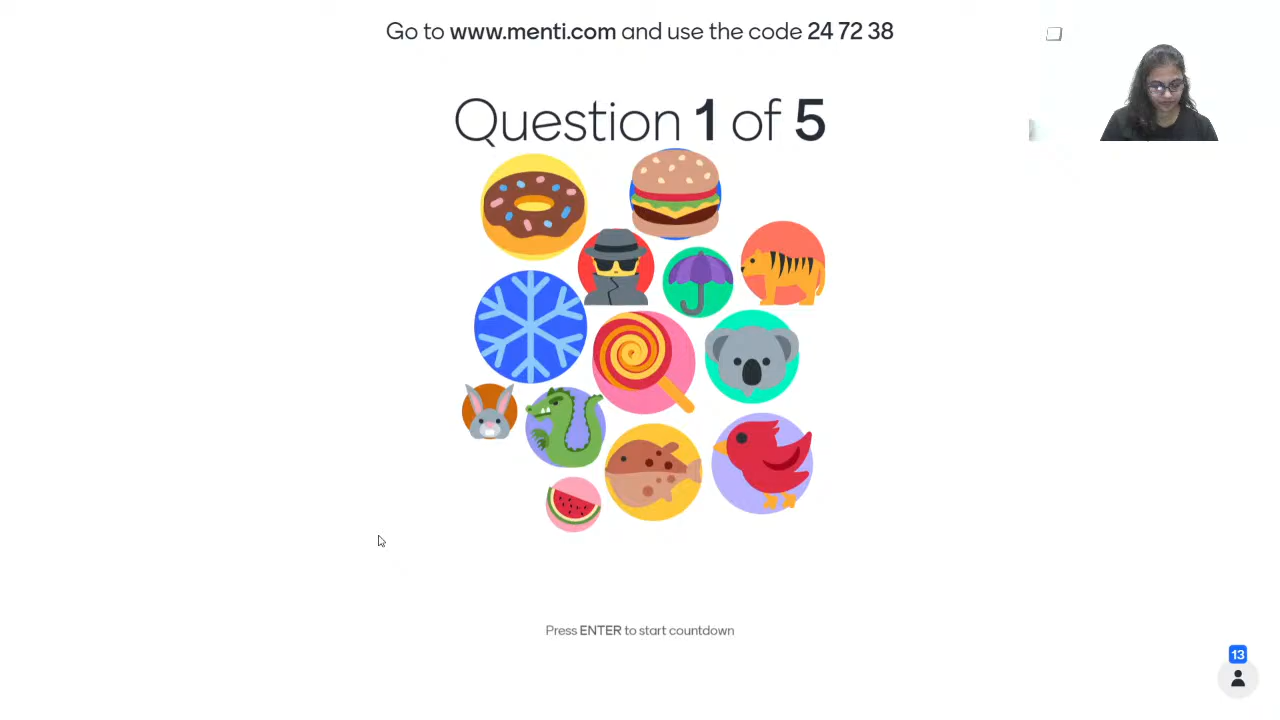 Go to www.menti.com and use the code 24 72 38
Question 1 of 5
Press ENTER to start countdown
13